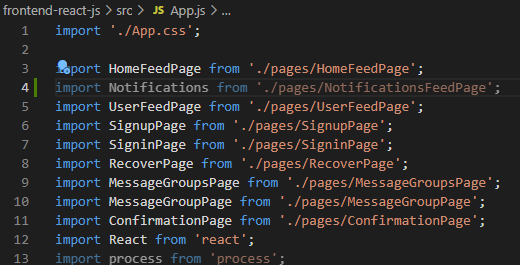 frontend-react-js > src > JS App.js > ...
1 import './App.css';
2
3 import HomeFeedPage from './pages/HomeFeedPage';
4 import Notifications from './pages/NotificationsFeedPage';
5 import UserFeedPage from './pages/UserFeedPage';
6 import SignupPage from './pages/SignupPage';
7 import SigninPage from './pages/SigninPage';
8 import RecoverPage from './pages/RecoverPage';
9 import MessageGroupsPage from './pages/MessageGroupsPage';
10 import MessageGroupPage from './pages/MessageGroupPage';
11 import ConfirmationPage from './pages/ConfirmationPage';
12 import React from 'react';
13 import process from 'process';